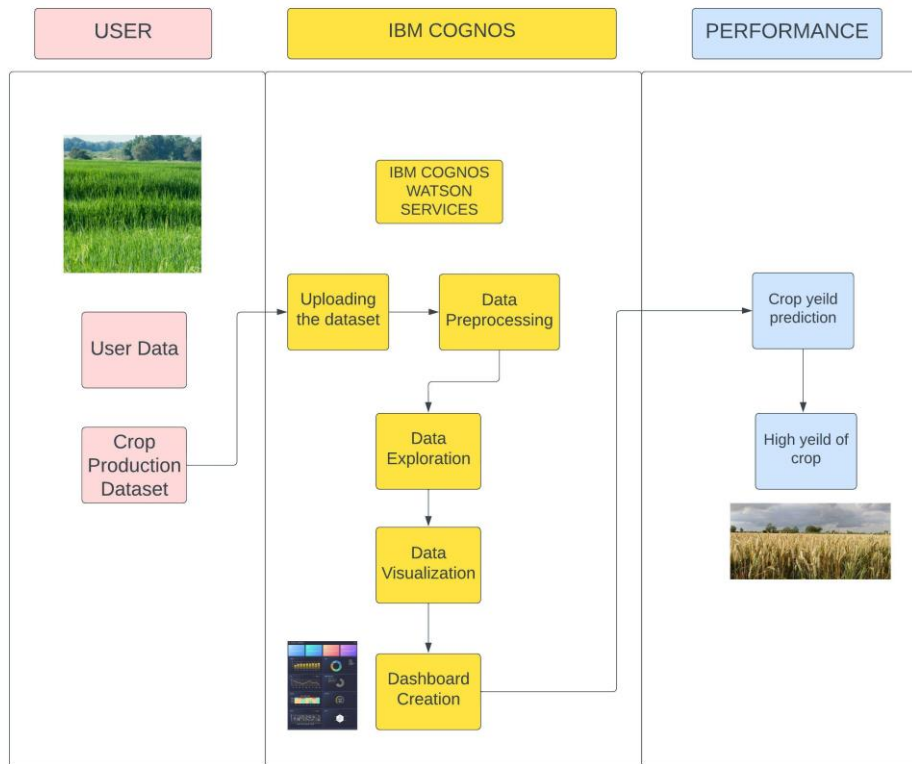 USER
IBM COGNOS
PERFORMANCE
IBM COGNOS
WATSON
SERVICES
Uploading
the dataset
Data
Preprocessing
Crop yeild
prediction
User Data
Crop
Production
Dataset
Data
Exploration
High yeild of
crop
Data
Visualization
Dashboard
Creation